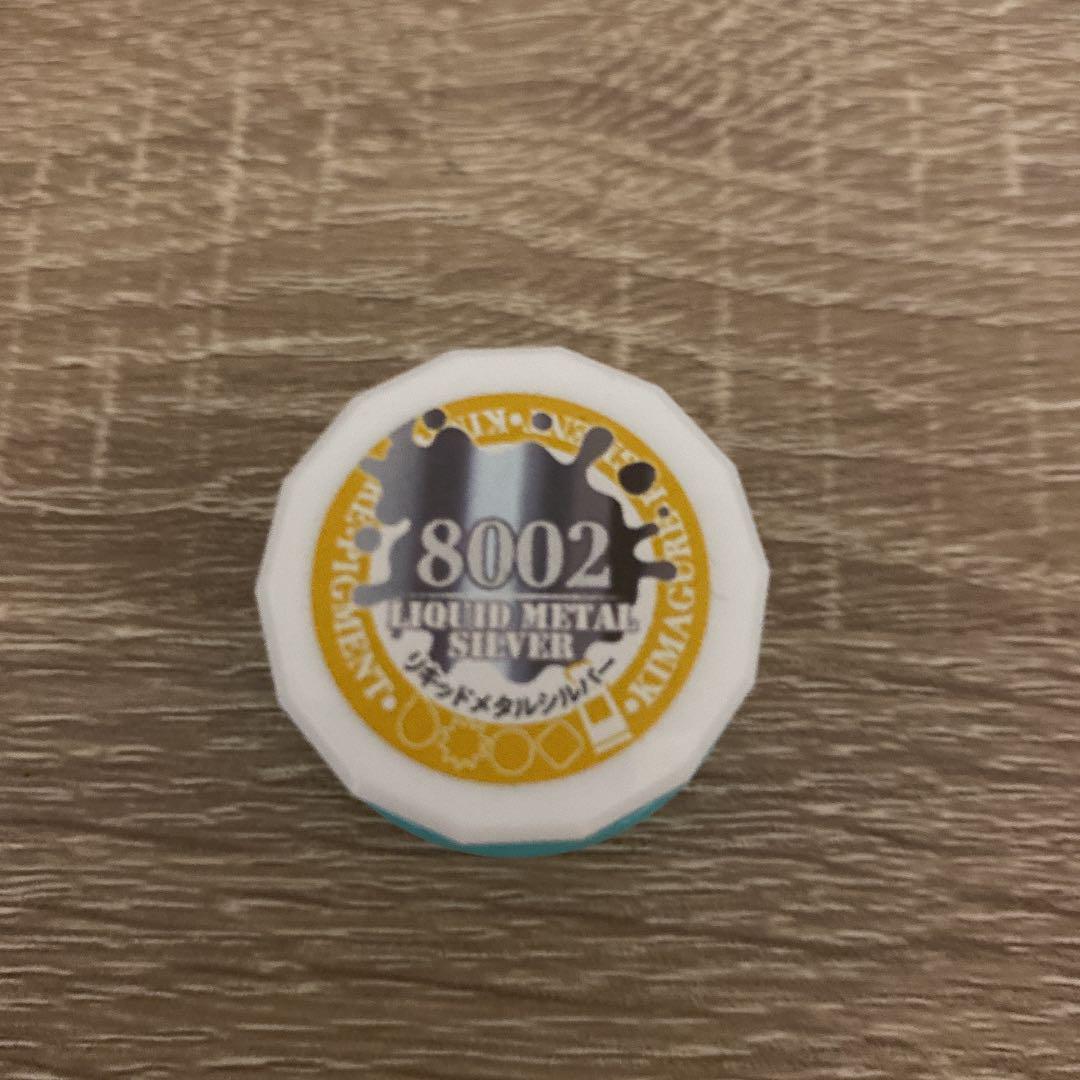 8002
LIQUID METAL
SILVER
リキッドメタルシルバー
•KIMAGURE•
PIGMENT•